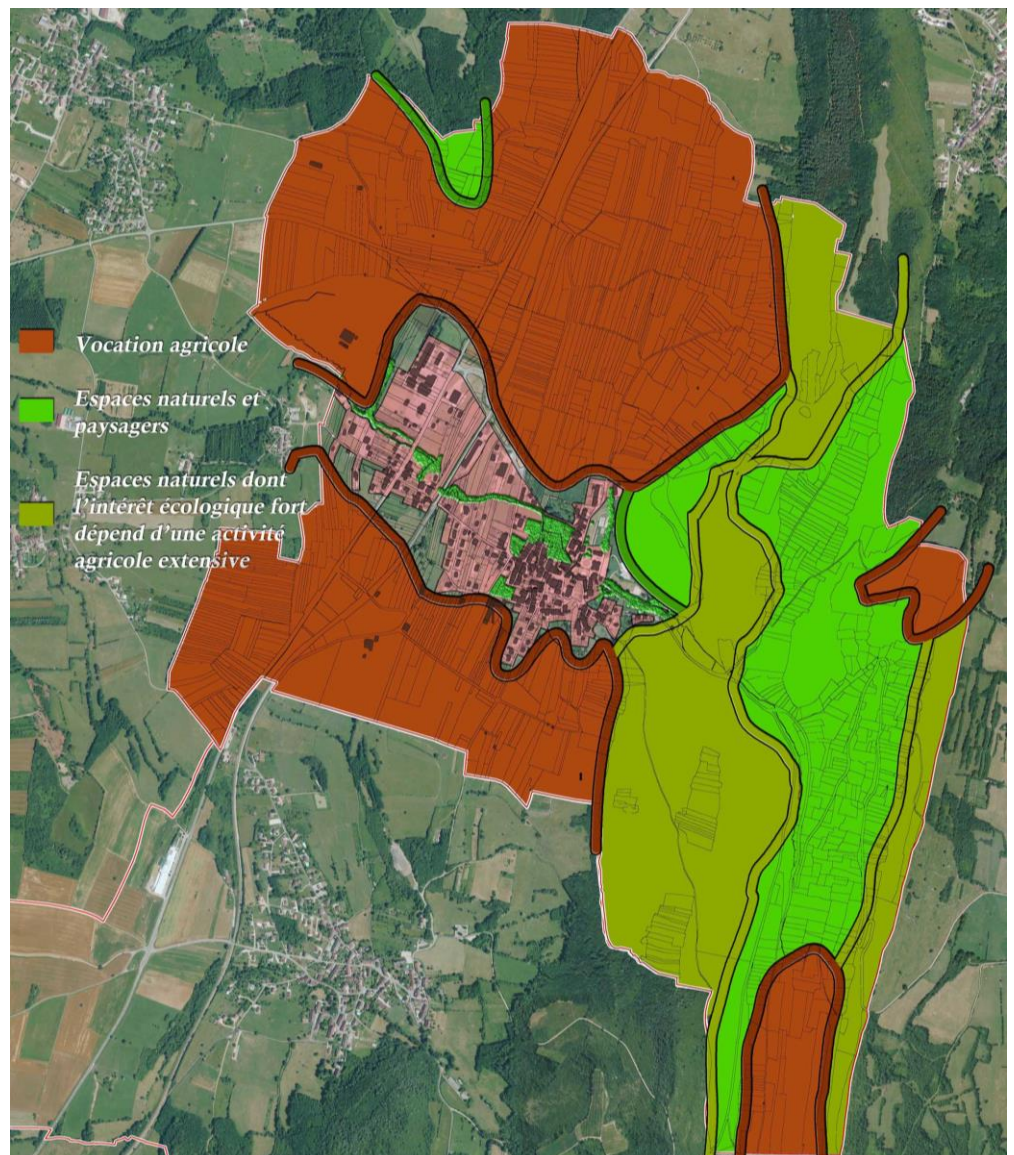 Vocation agricole
Espaces naturels et
paysagers
Espaces naturels dont
l'intérêt écologique fort
dépend d'une activité
agricole extensive